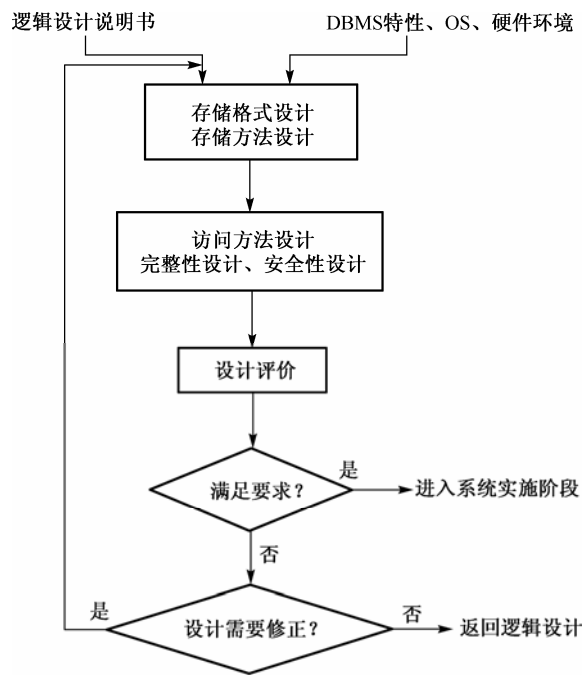 逻辑设计说明书
DBMS特性、OS、硬件环境
存储格式设计
存储方法设计
访问方法设计
完整性设计、安全性设计
设计评价
满足要求？
是
进入系统实施阶段
否
是
设计需要修正？
否
返回逻辑设计